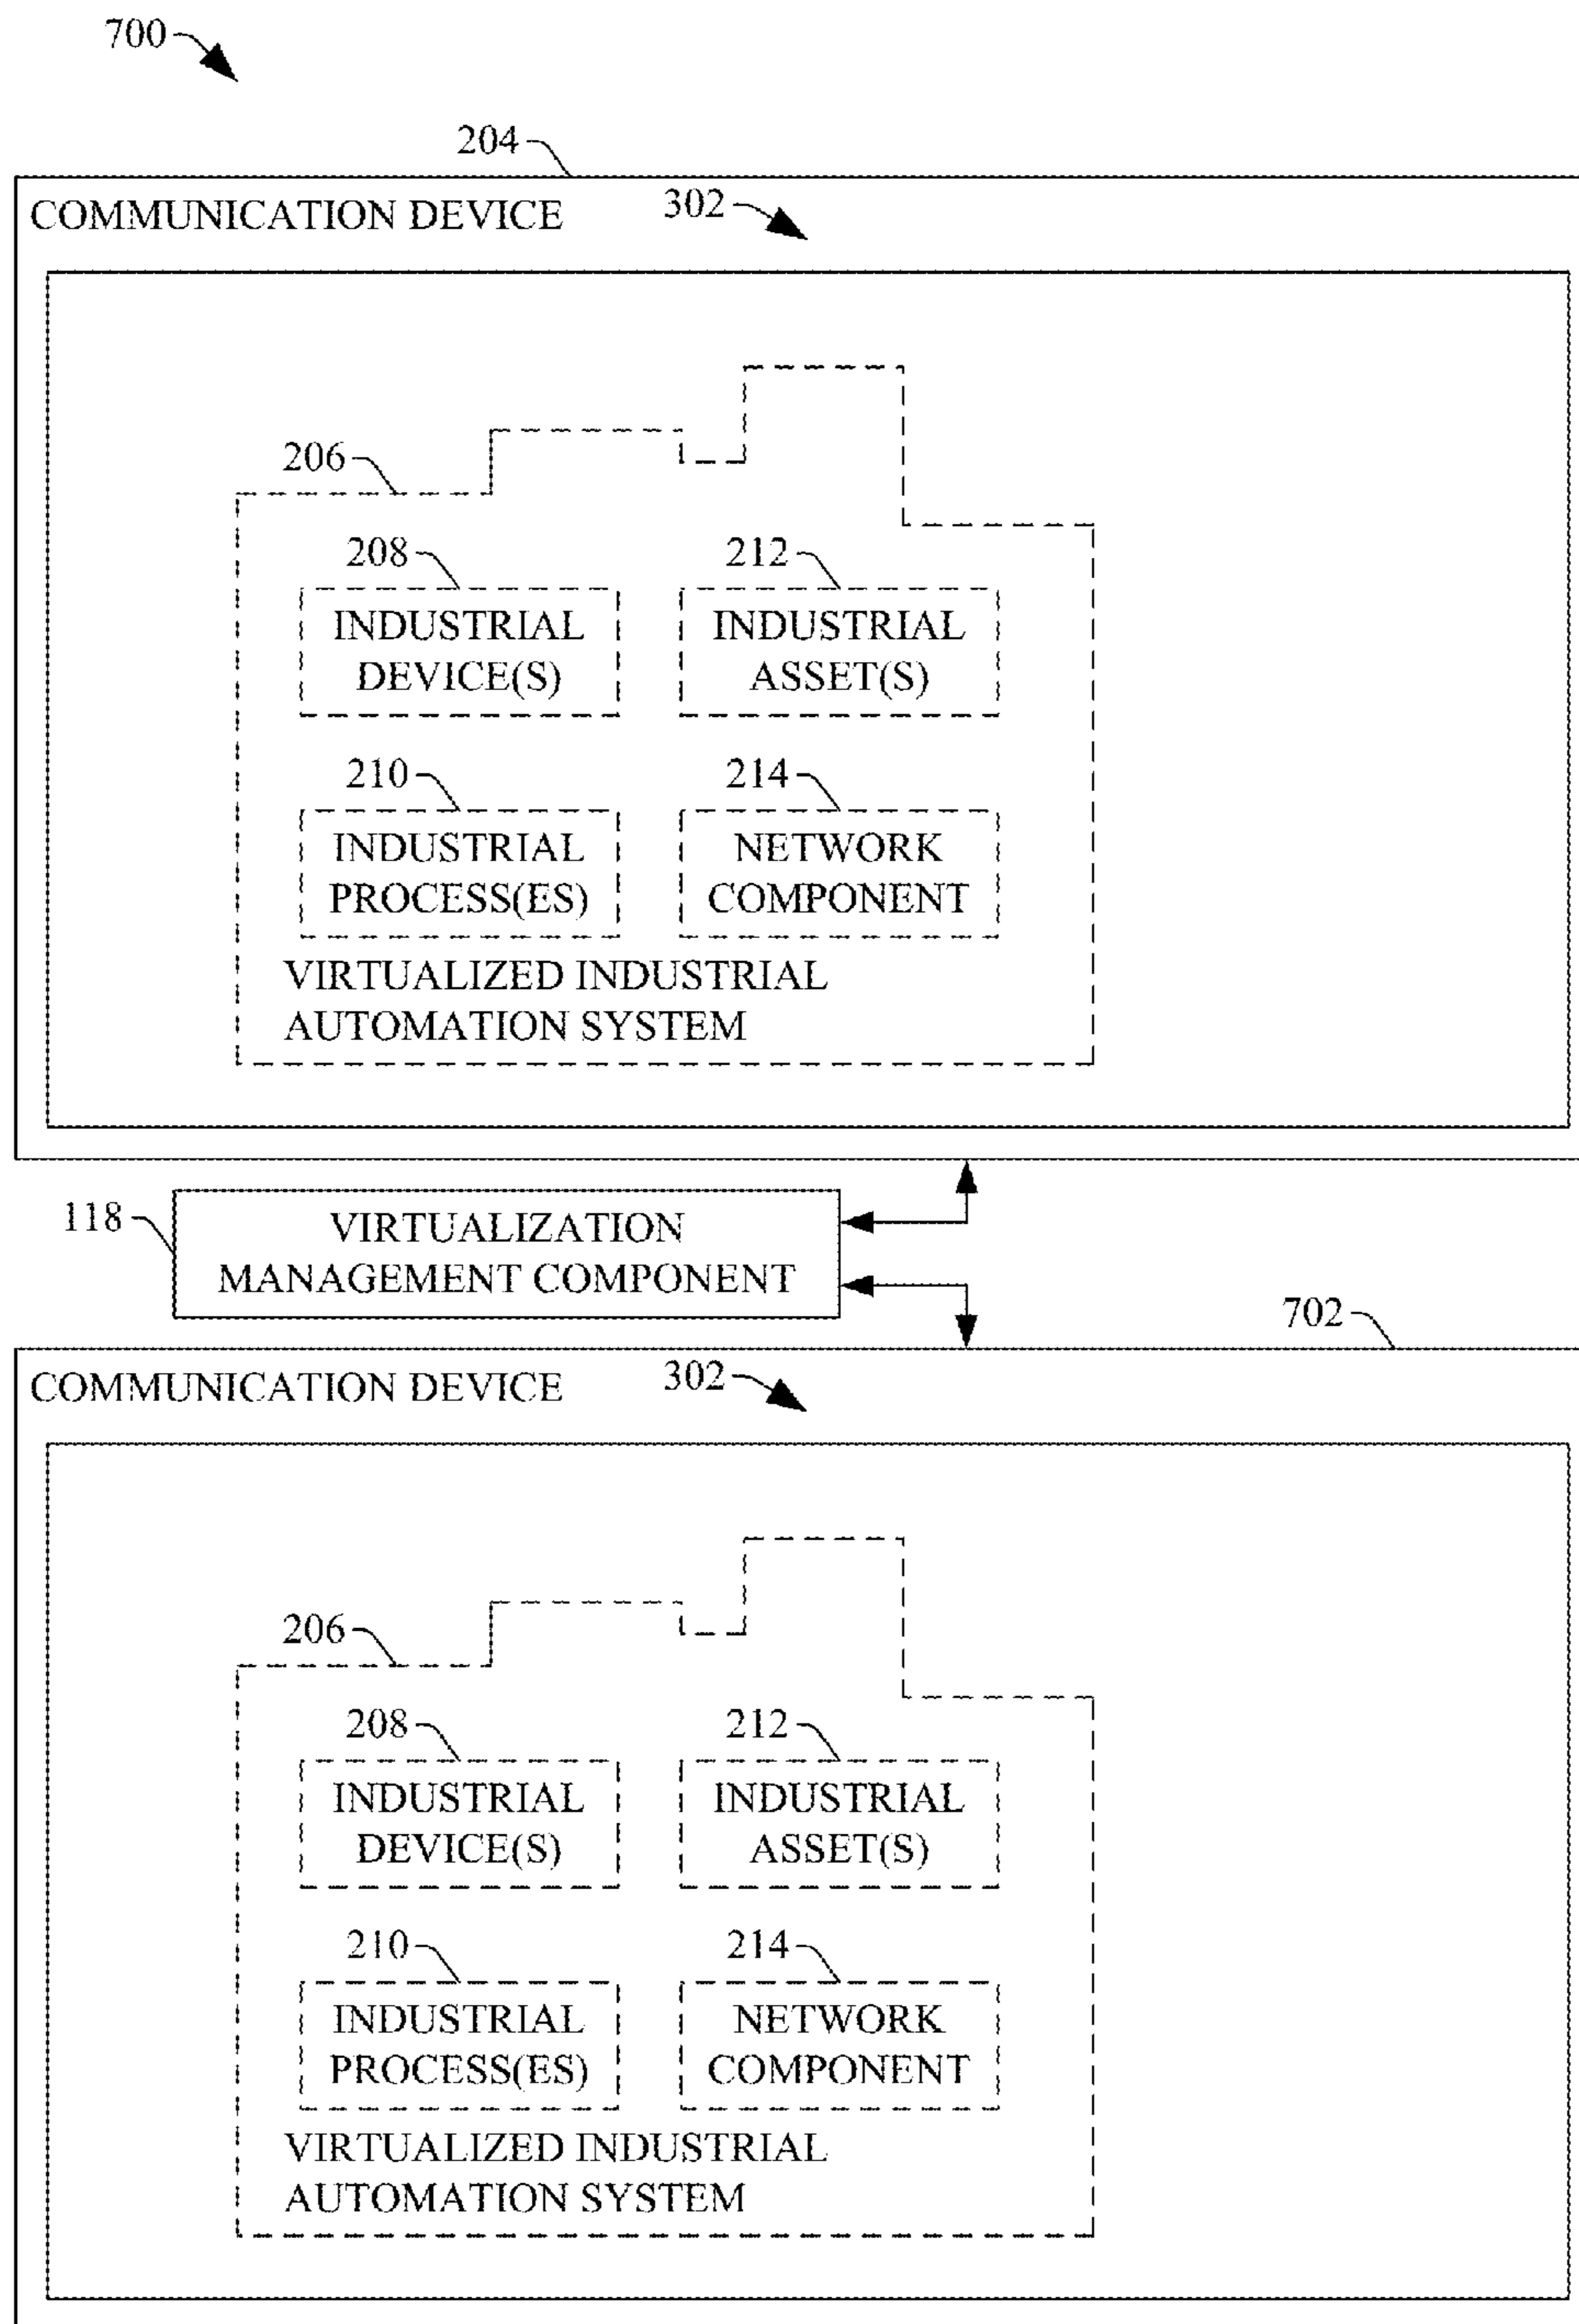 700
204
COMMUNICATION DEVICE
302
206
208
212
INDUSTRIAL
DEVICE(S)
INDUSTRIAL
ASSET(S)
210
214
INDUSTRIAL
PROCESS(ES)
NETWORK
COMPONENT
VIRTUALIZED INDUSTRIAL
AUTOMATION SYSTEM
118
VIRTUALIZATION
MANAGEMENT COMPONENT
702
COMMUNICATION DEVICE
302
206
208
212
INDUSTRIAL
DEVICE(S)
INDUSTRIAL
ASSET(S)
210
214
INDUSTRIAL
PROCESS(ES)
NETWORK
COMPONENT
VIRTUALIZED INDUSTRIAL
AUTOMATION SYSTEM